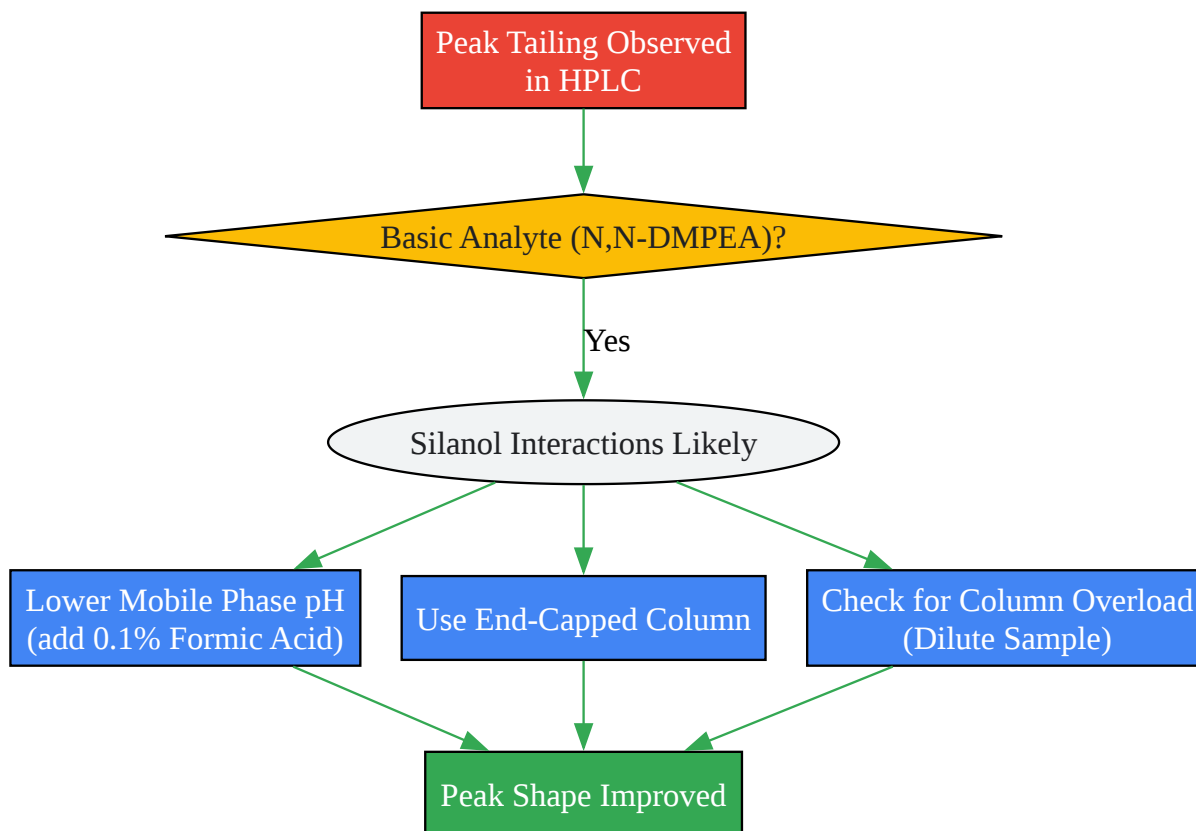 Peak Tailing Observed
in HPLC
Basic Analyte (N,N-DMPEA)?
Yes
Silanol Interactions Likely
Lower Mobile Phase pH
(add 0.1% Formic Acid)
Use End-Capped Column
Check for Column Overload
(Dilute Sample)
Peak Shape Improved